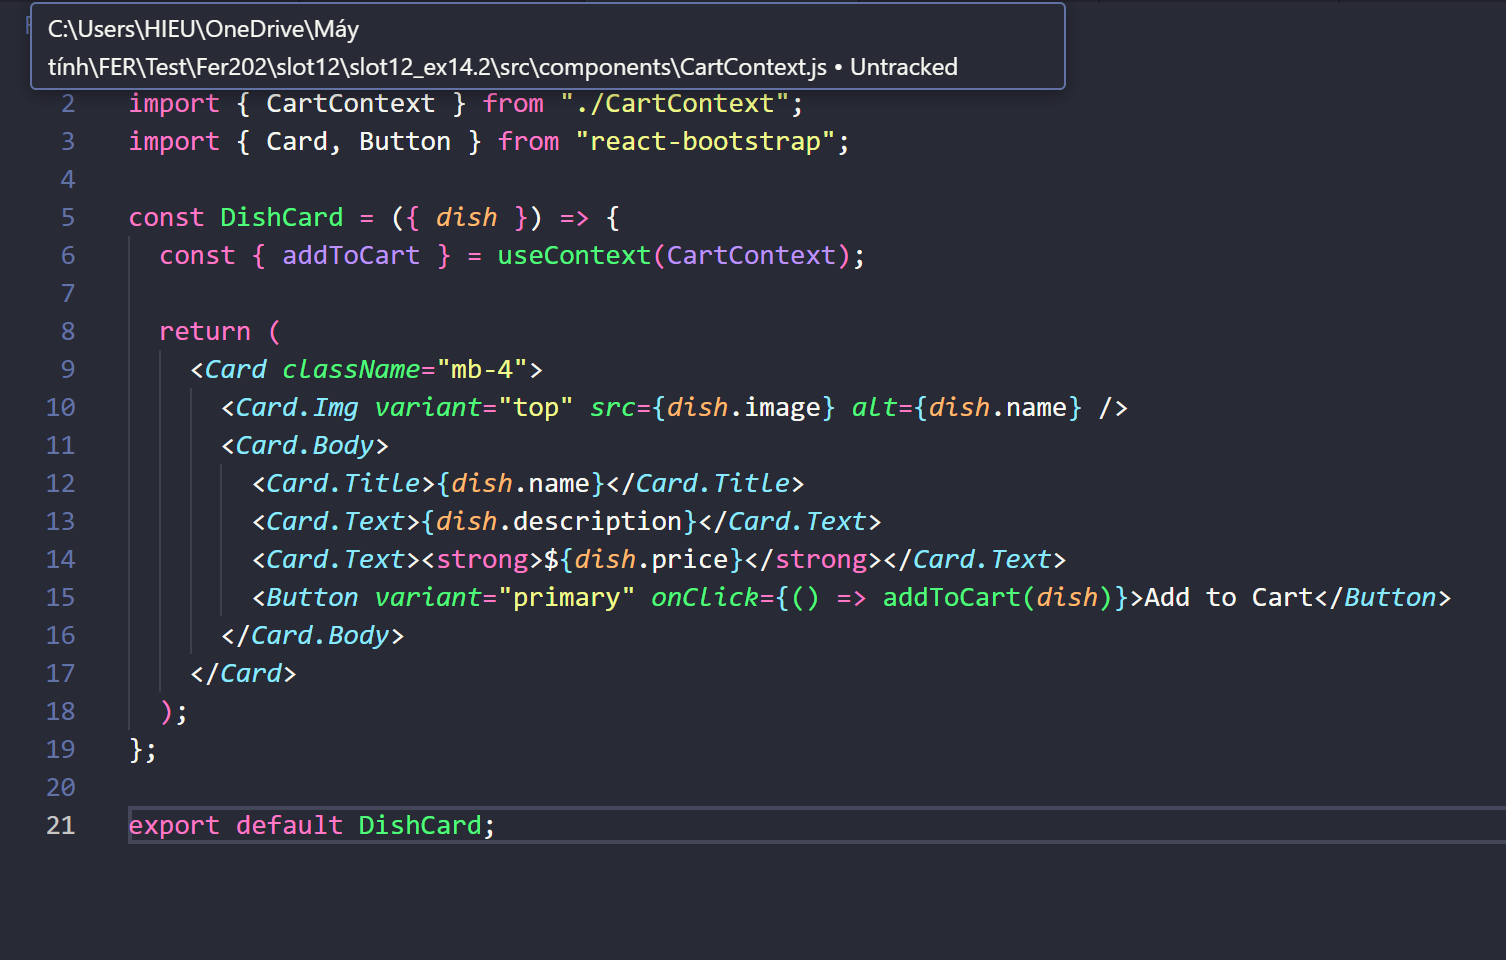 C:\Users\HIEU\OneDrive\Máy
tính\FER\Test\Fer202\slot12\slot12_ex14.2\src\components\CartContext.js • Untracked
2 import { CartContext } from "./CartContext";
3 import { Card, Button } from "react-bootstrap";
4
5 const DishCard = ({ dish }) => {
6   const { addToCart } = useContext(CartContext);
7
8   return (
9     <Card className="mb-4">
10       <Card.Img variant="top" src={dish.image} alt={dish.name} />
11       <Card.Body>
12         <Card.Title>{dish.name}</Card.Title>
13         <Card.Text>{dish.description}</Card.Text>
14         <Card.Text><strong>${dish.price}</strong></Card.Text>
15         <Button variant="primary" onClick={() => addToCart(dish)}>Add to Cart</Button>
16       </Card.Body>
17     </Card>
18   );
19 };
20
21 export default DishCard;